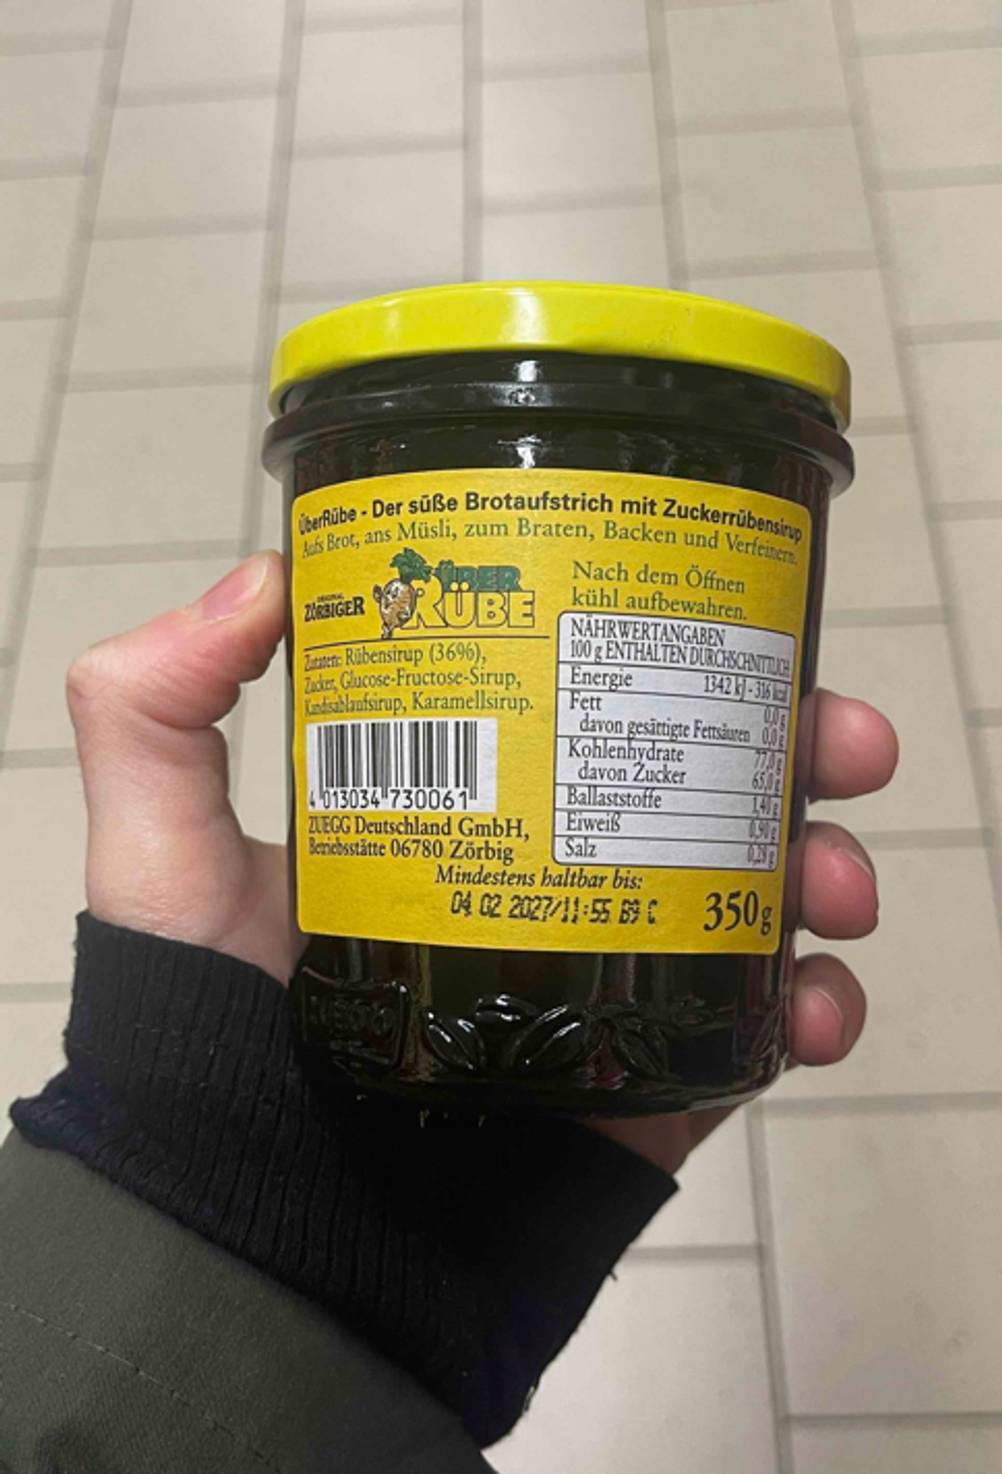 ÜberRübe - Der süße Brotaufstrich mit Zuckerrübensirup
Aufs Brot, ans Müsli, zum Braten, Backen und Verfeinern.
ORIGINAL
ZÖRBIGER
ÜBER
RÜBE
Nach dem Öffnen
kühl aufbewahren.
Zutaten: Rübensirup (36%),
Zucker, Glucose-Fructose-Sirup,
Kandisablaufsirup, Karamellsirup.
4 013034 730061
ZUEGG Deutschland GmbH,
Betriebsstätte 06780 Zörbig
NÄHRWERTANGABEN
100 g ENTHALTEN DURCHSCHNITTLICH
Energie 1342 kJ - 316 kcal
Fett 0,0 g
davon gesättigte Fettsäuren 0,0 g
Kohlenhydrate 77,0 g
davon Zucker 65,0 g
Ballaststoffe 1,40 g
Eiweiß 0,90 g
Salz 0,28 g
Mindestens haltbar bis:
04 02 2027/11:55 B9 C
350g